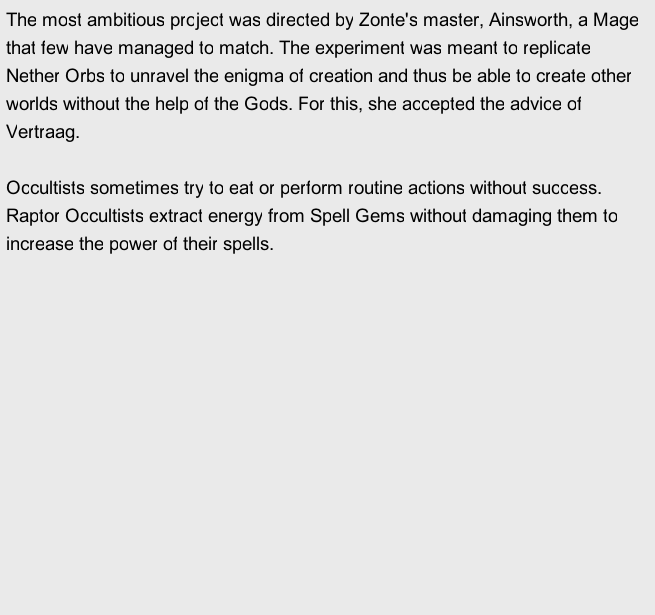 The most ambitious project was directed by Zonte's master, Ainsworth, a Mage
that few have managed to match. The experiment was meant to replicate
Nether Orbs to unravel the enigma of creation and thus be able to create other
worlds without the help of the Gods. For this, she accepted the advice of
Vertraag.

Occultists sometimes try to eat or perform routine actions without success.
Raptor Occultists extract energy from Spell Gems without damaging them to
increase the power of their spells.